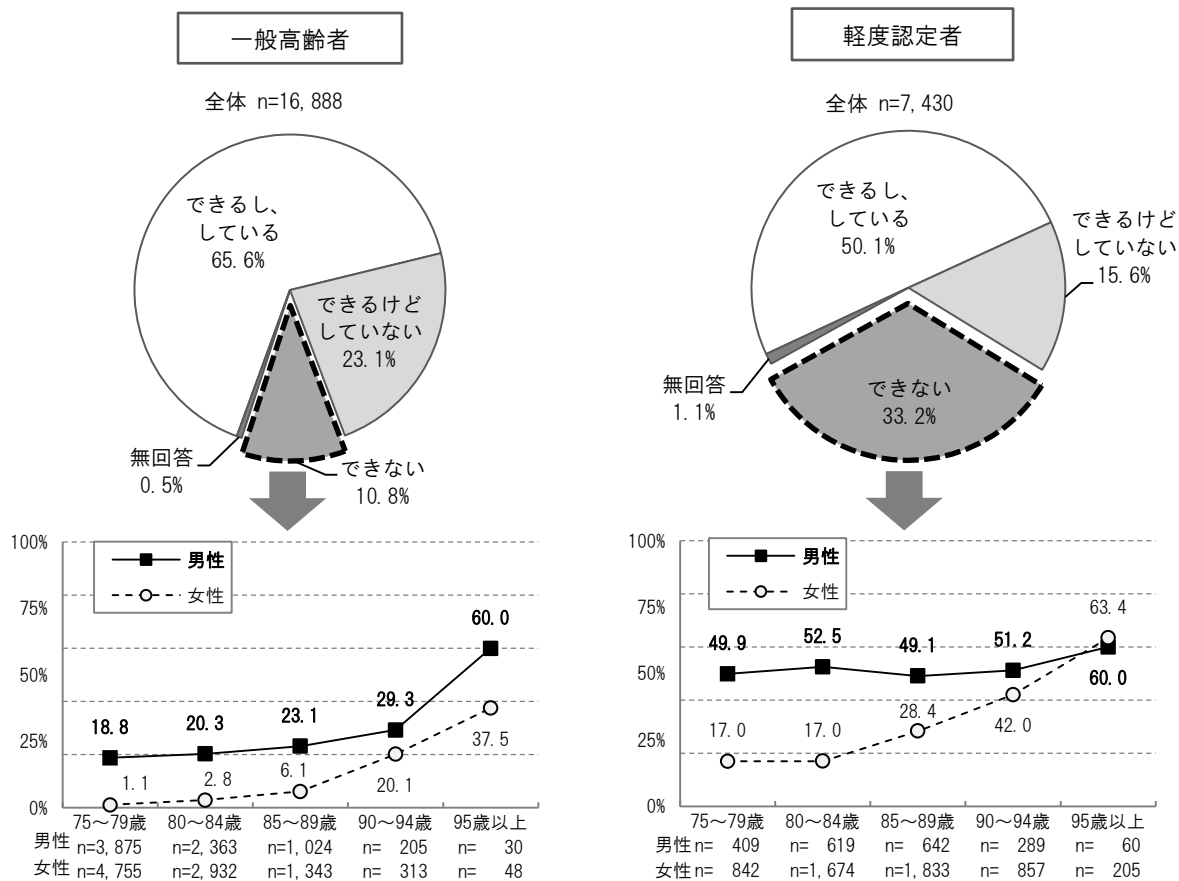 一般高齢者
全体 n=16,888
できるし、
している
65.6%
できるけど
していない
23.1%
無回答
0.5%
できない
10.8%
100%
75%
50%
25%
0%
男性
女性
18.8
20.3
23.1
29.3
60.0
1.1
2.8
6.1
20.1
37.5
75～79歳 80～84歳 85～89歳 90～94歳 95歳以上
男性 n=3,875 n=2,363 n=1,024 n= 205 n= 30
女性 n=4,755 n=2,932 n=1,343 n= 313 n= 48
軽度認定者
全体 n=7,430
できるし、
している
50.1%
できるけど
していない
15.6%
無回答
1.1%
できない
33.2%
100%
75%
50%
25%
0%
男性
女性
49.9
52.5
49.1
51.2
60.0
17.0
17.0
28.4
42.0
63.4
75～79歳 80～84歳 85～89歳 90～94歳 95歳以上
男性 n= 409 n= 619 n= 642 n= 289 n= 60
女性 n= 842 n=1,674 n=1,833 n= 857 n= 205